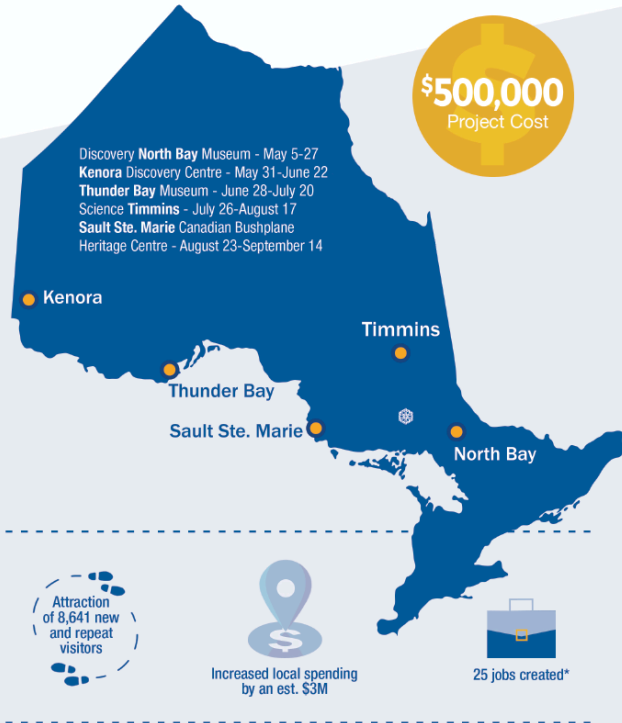 $500,000
Project Cost
Discovery North Bay Museum - May 5-27
Kenora Discovery Centre - May 31-June 22
Thunder Bay Museum - June 28-July 20
Science Timmins - July 26-August 17
Sault Ste. Marie Canadian Bushplane
Heritage Centre - August 23-September 14
Kenora
Timmins
Thunder Bay
Sault Ste. Marie
North Bay
Attraction
of 8,641 new
and repeat
visitors
$
Increased local spending
by an est. $3M
25 jobs created*